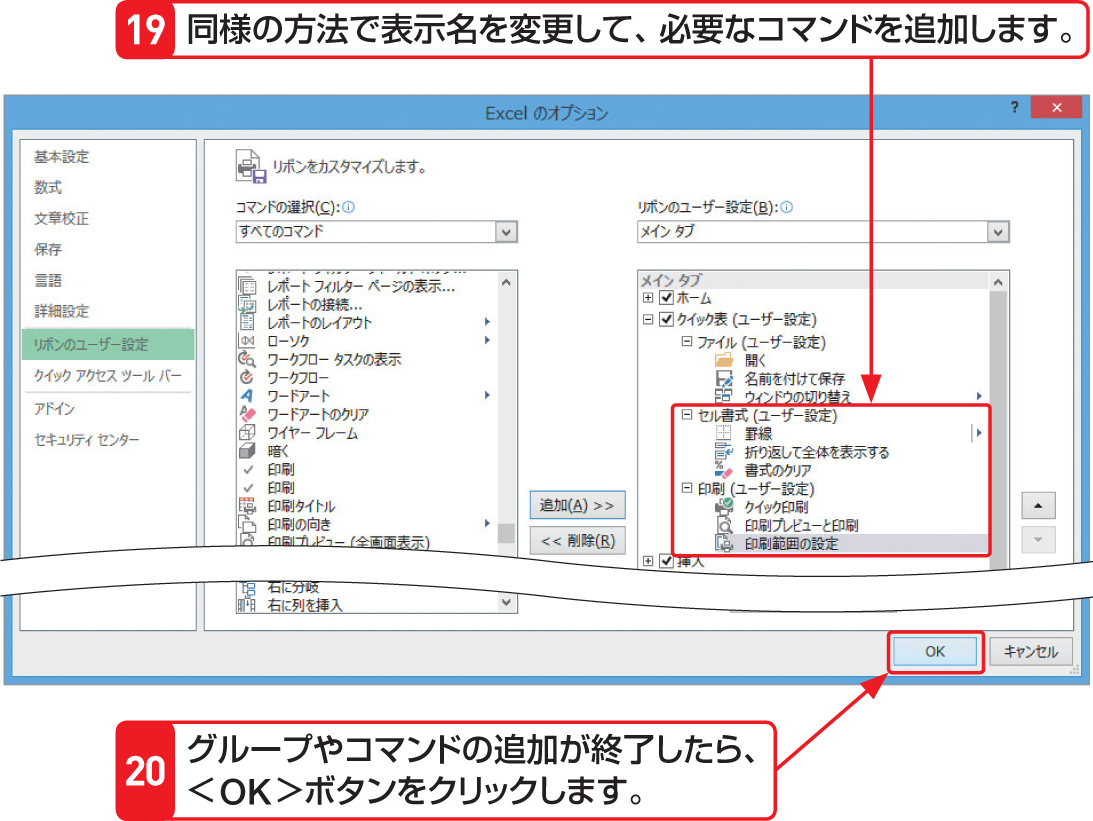 19 同様の方法で表示名を変更して、必要なコマンドを追加します。
Excel のオプション
? ×
基本設定
数式
文章校正
保存
言語
詳細設定
リボンのユーザー設定
クイック アクセス ツール バー
アドイン
セキュリティ センター
リボンをカスタマイズします。
コマンドの選択(C):
すべてのコマンド
レポート フィルター ページの表示...
レポートの接続...
レポートのレイアウト
ローソク
ワークフロー タスクの表示
ワークフロー
ワードアート
ワードアートのクリア
ワイヤー フレーム
暗く
印刷
印刷
印刷タイトル
印刷の向き
印刷プレビュー (全画面表示)
右に分岐
右に列を挿入
追加(A) >>
<< 削除(R)
リボンのユーザー設定(B):
メイン タブ
メイン タブ
ホーム
クイック表 (ユーザー設定)
ファイル (ユーザー設定)
開く
名前を付けて保存
ウィンドウの切り替え
セル書式 (ユーザー設定)
罫線
折り返して全体を表示する
書式のクリア
印刷 (ユーザー設定)
クイック印刷
印刷プレビューと印刷
印刷範囲の設定
挿入
OK
キャンセル
20 グループやコマンドの追加が終了したら、
<OK>ボタンをクリックします。